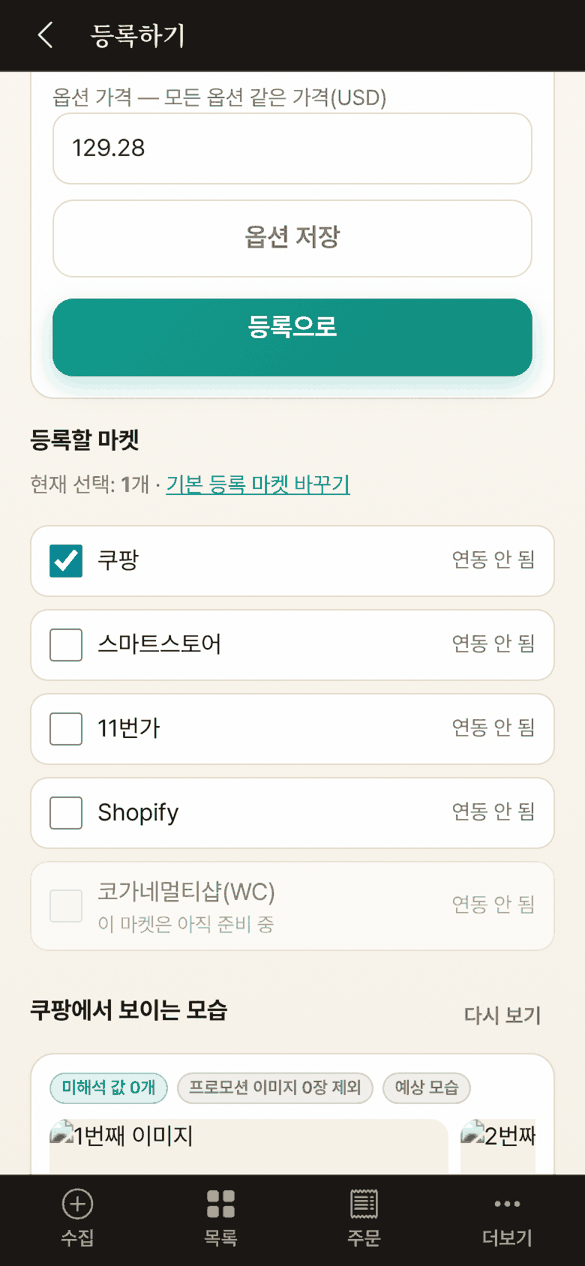 등록하기
옵션 가격 — 모든 옵션 같은 가격(USD)
129.28
옵션 저장
등록으로
등록할 마켓
현재 선택: 1개 · 기본 등록 마켓 바꾸기
쿠팡 연동 안 됨
스마트스토어 연동 안 됨
11번가 연동 안 됨
Shopify 연동 안 됨
코가네멀티샵(WC) 연동 안 됨
이 마켓은 아직 준비 중
쿠팡에서 보이는 모습 다시 보기
미해석 값 0개 프로모션 이미지 0장 제외 예상 모습
1번째 이미지 2번째
수집 목록 주문 더보기